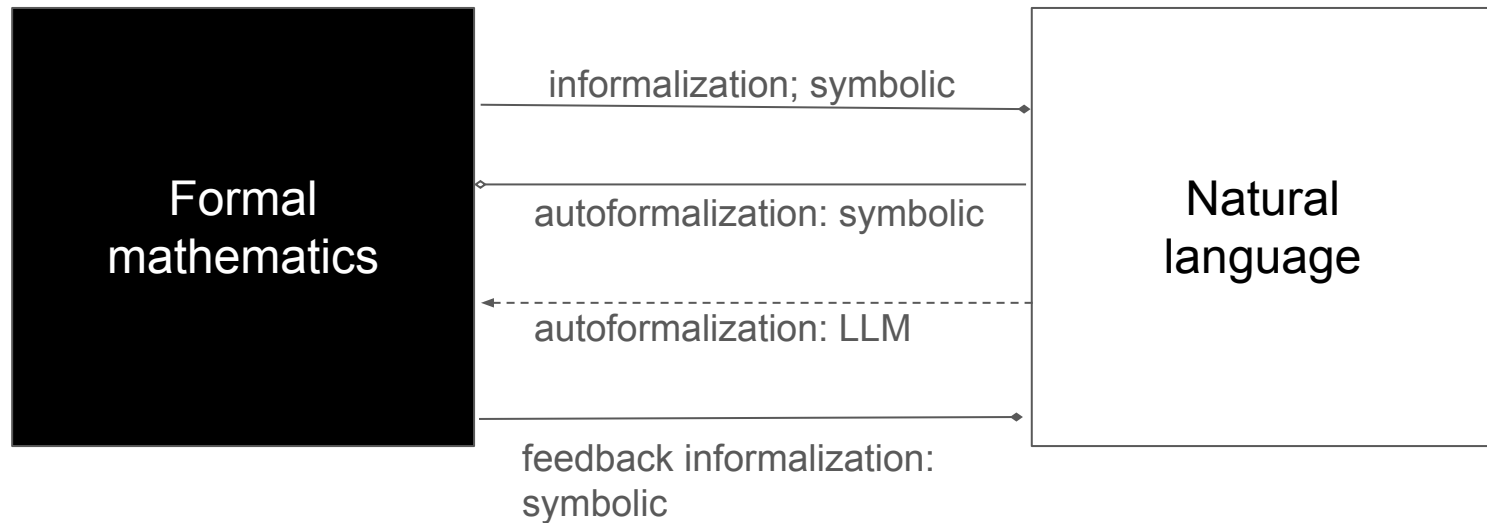 informalization; symbolic
Formal
mathematics
autoformalization: symbolic
Natural
language
autoformalization: LLM
feedback informalization:
symbolic